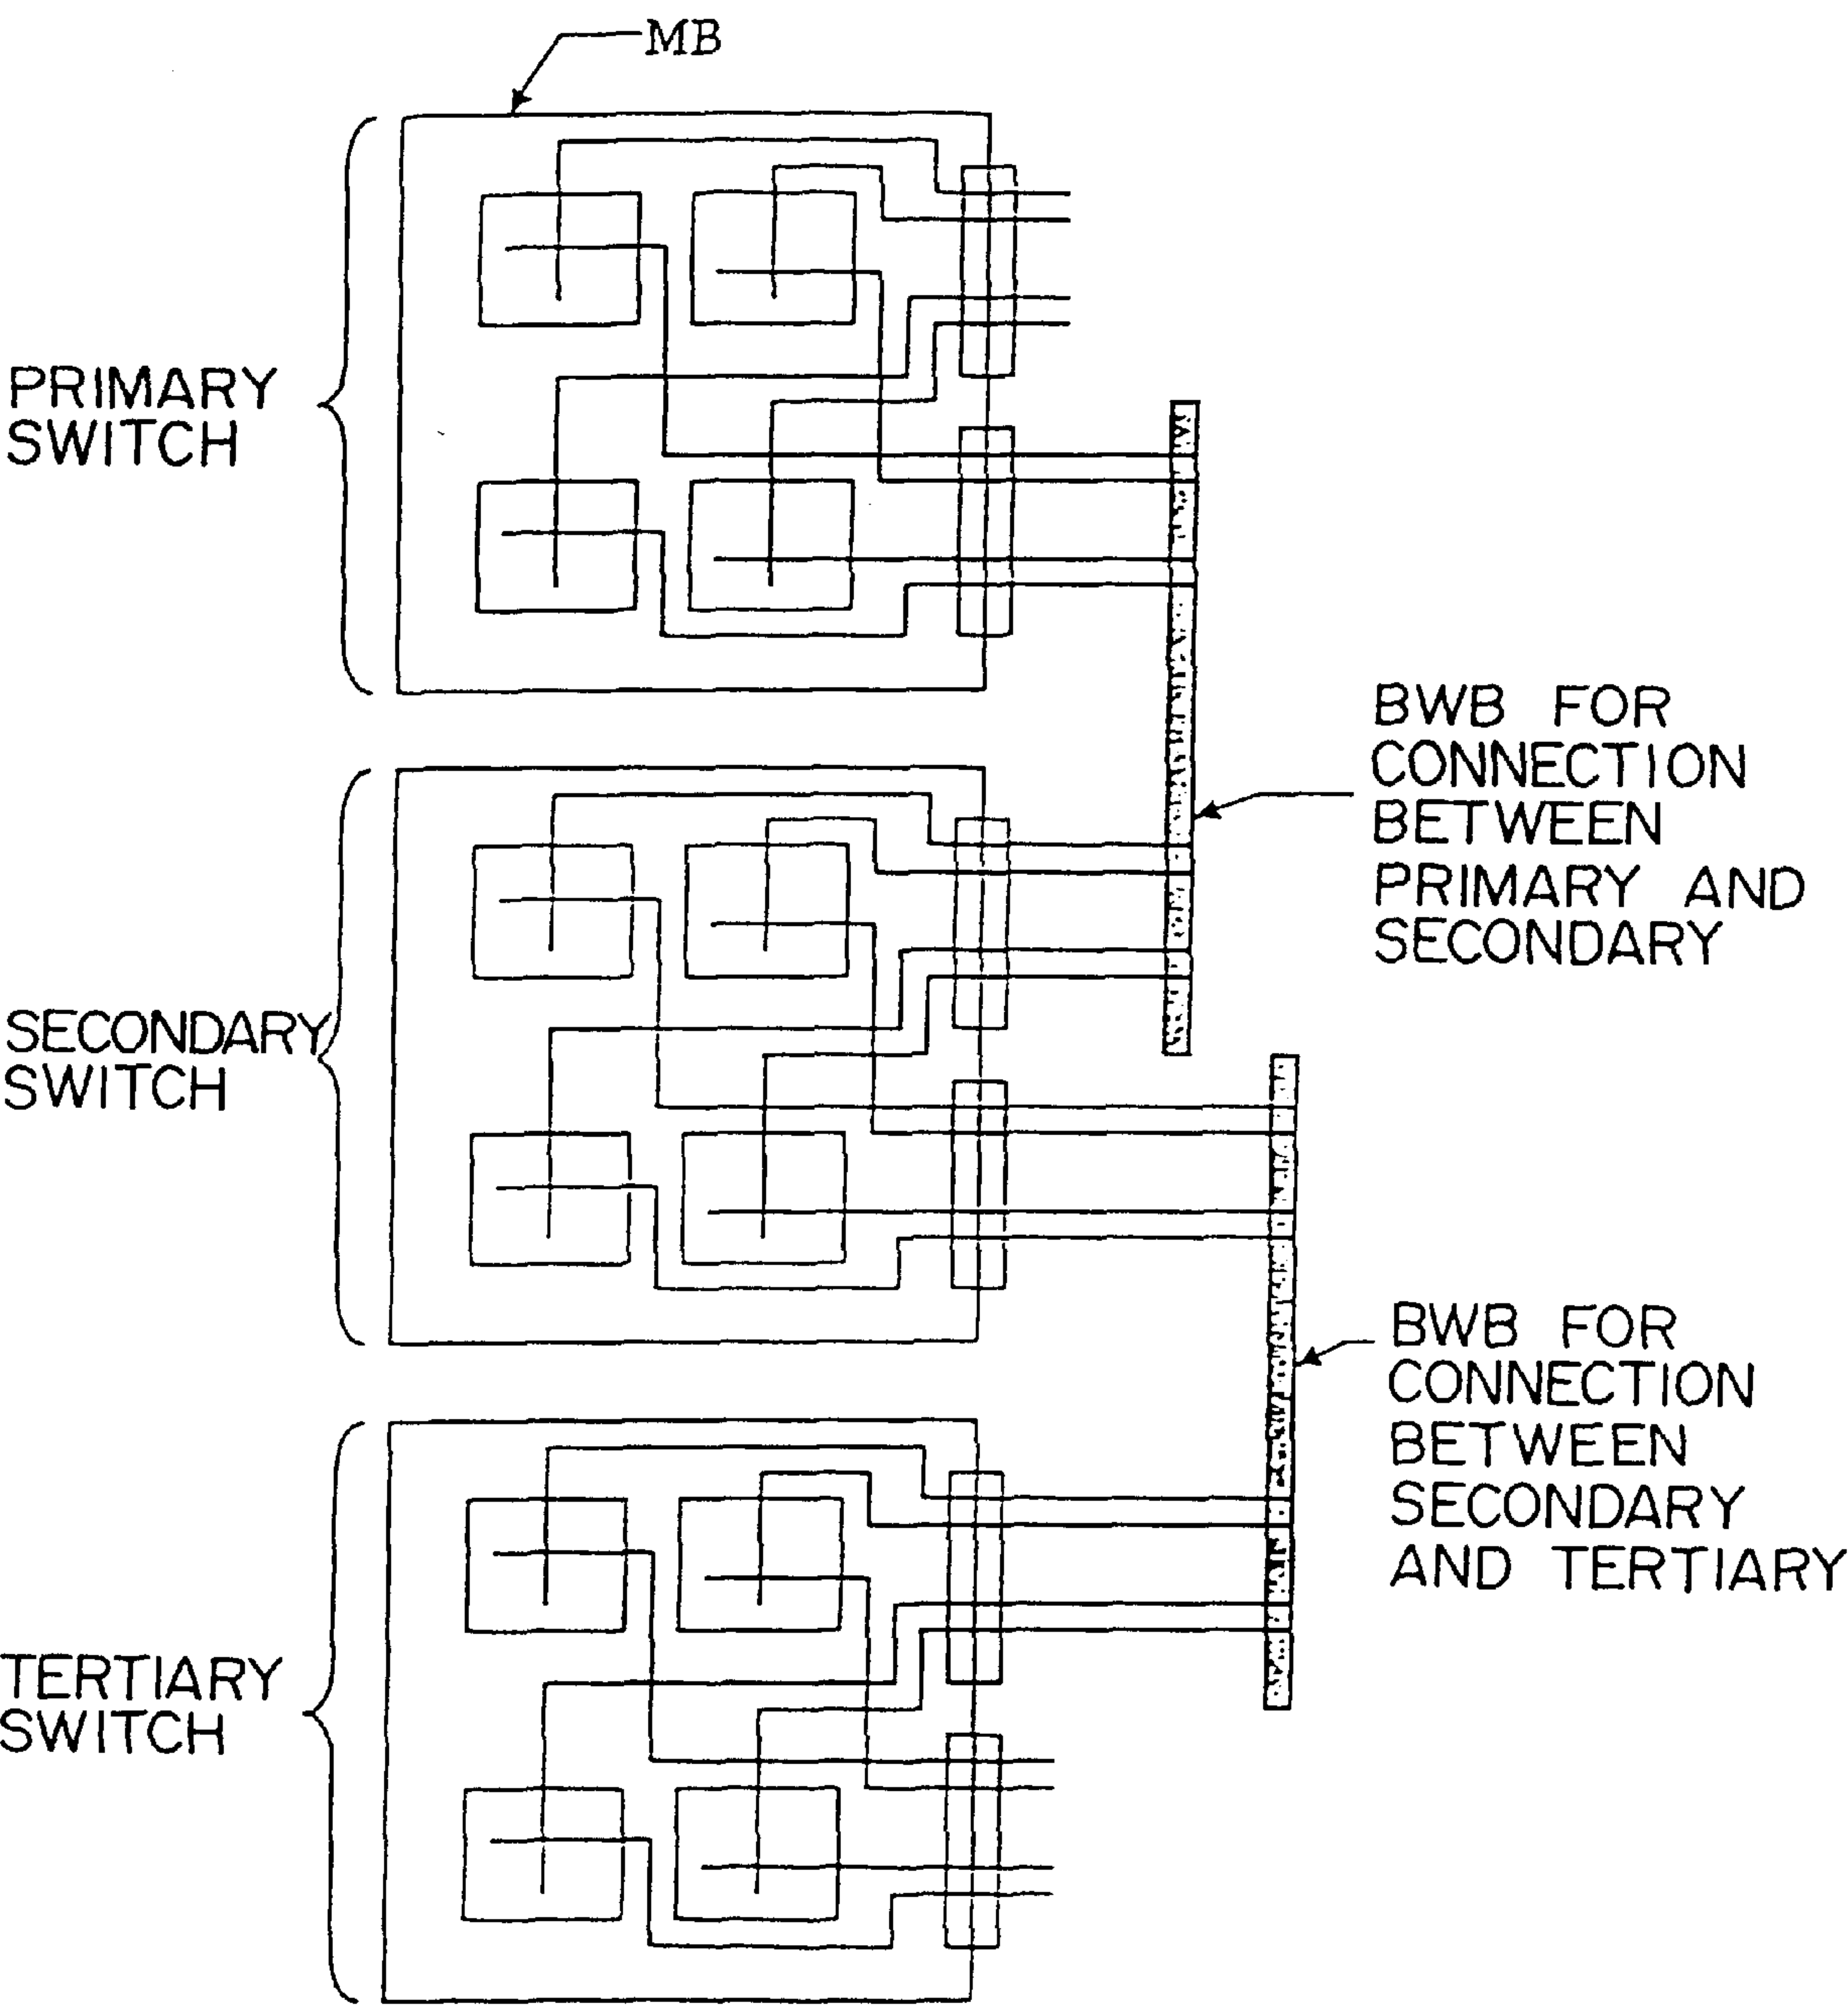 MB
PRIMARY
SWITCH
BWB FOR
CONNECTION
BETWEEN
PRIMARY AND
SECONDARY
SECONDARY
SWITCH
BWB FOR
CONNECTION
BETWEEN
SECONDARY
AND TERTIARY
TERTIARY
SWITCH